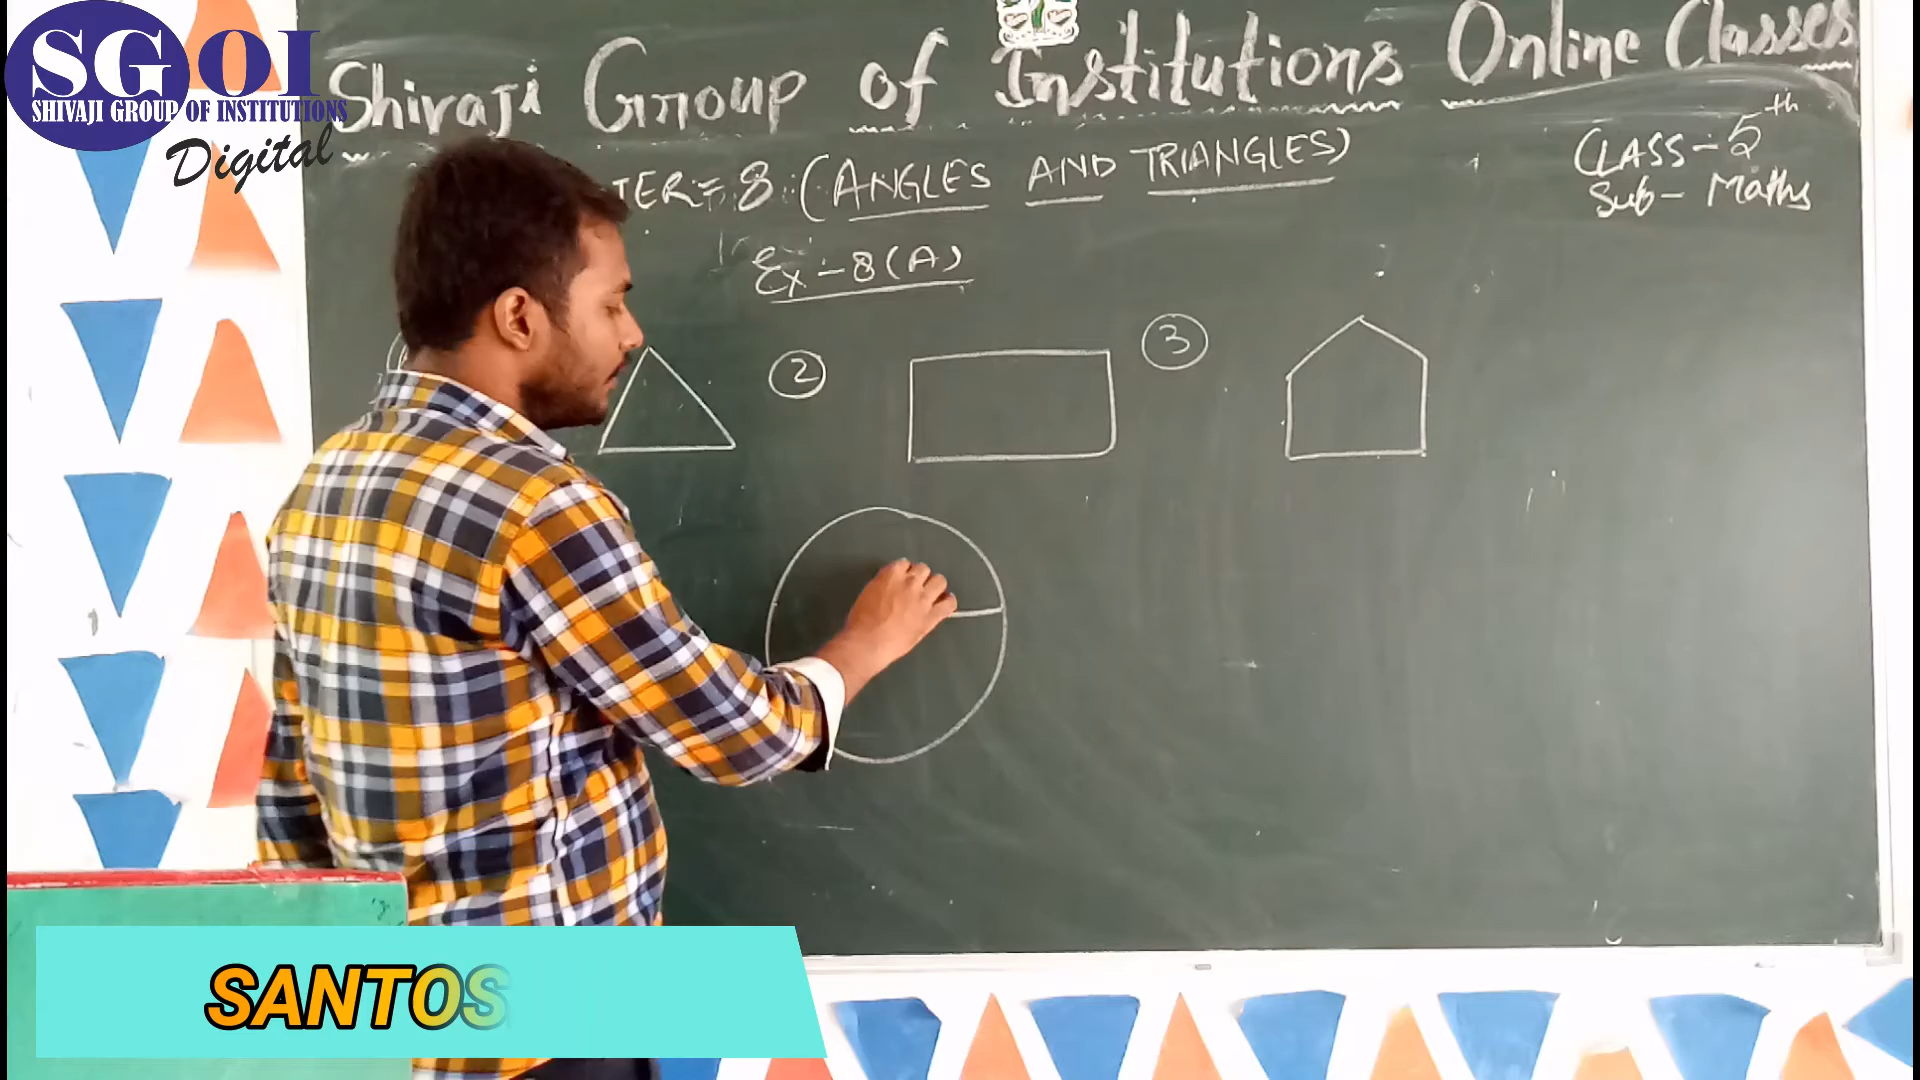 SGOI
SHIVAJI GROUP OF INSTITUTIONS
Digital
Shivaji Group of Institutions Online Classes
CLASS - 5th
Sub - Maths
TER = 8 (ANGLES AND TRIANGLES)
Ex - 8(A)
2
3
SANTOS